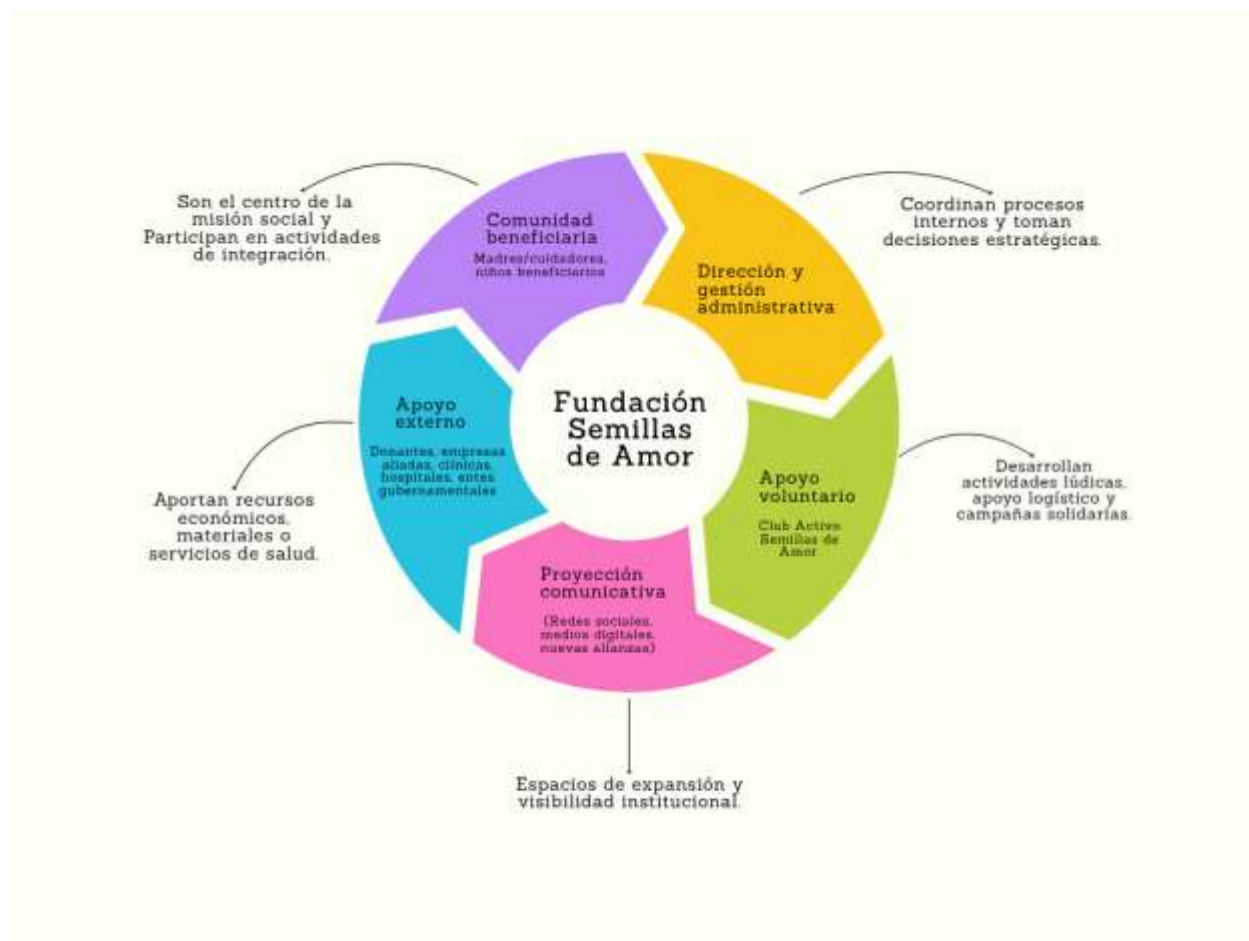 Son el centro de la
misión social y
Participan en actividades
de integración.
Comunidad
beneficiaria
Madres/cuidadores,
niños beneficiarios
Coordinan procesos
internos y toman
decisiones estratégicas.
Dirección y
gestión
administrativa
Fundación
Semillas
de Amor
Apoyo
externo
Donantes, empresas
aliadas, clínicas,
hospitales, entes
gubernamentales
Aportan recursos
económicos,
materiales o
servicios de salud.
Apoyo
voluntario
Club Activo
Semillas de
Amor
Desarrollan
actividades lúdicas,
apoyo logístico y
campañas solidarias.
Proyección
comunicativa
(Redes sociales,
medios digitales,
nuevas alianzas)
Espacios de expansión y
visibilidad institucional.